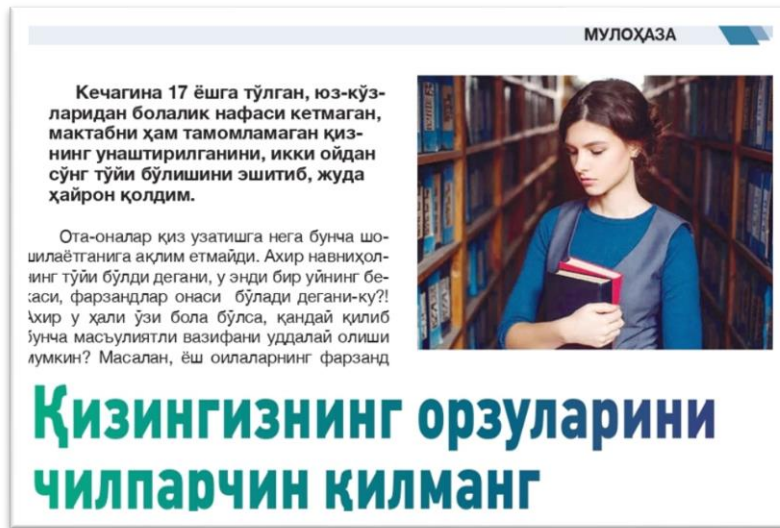 МУЛОҲАЗА
Кечагина 17 ёшга тўлган, юз-кўз-
ларидан болалик нафаси кетмаган,
мактабни ҳам тамомламаган қиз-
нинг унаштирилганини, икки ойдан
сўнг тўйи бўлишини эшитиб, жуда
ҳайрон қолдим.
Ота-оналар қиз узатишга нега бунча шо-
шилаётганига ақлим етмайди. Ахир навниҳол-
нинг тўйи бўлди дегани, у энди бир уйнинг бе-
каси, фарзандлар онаси бўлади дегани-ку?!
Ахир у ҳали ўзи бола бўлса, қандай қилиб
бунча масъулиятли вазифани уддалай олиши
мумкин? Масалан, ёш оилаларнинг фарзанд
Қизингизнинг орзуларини
чилпарчин қилманг